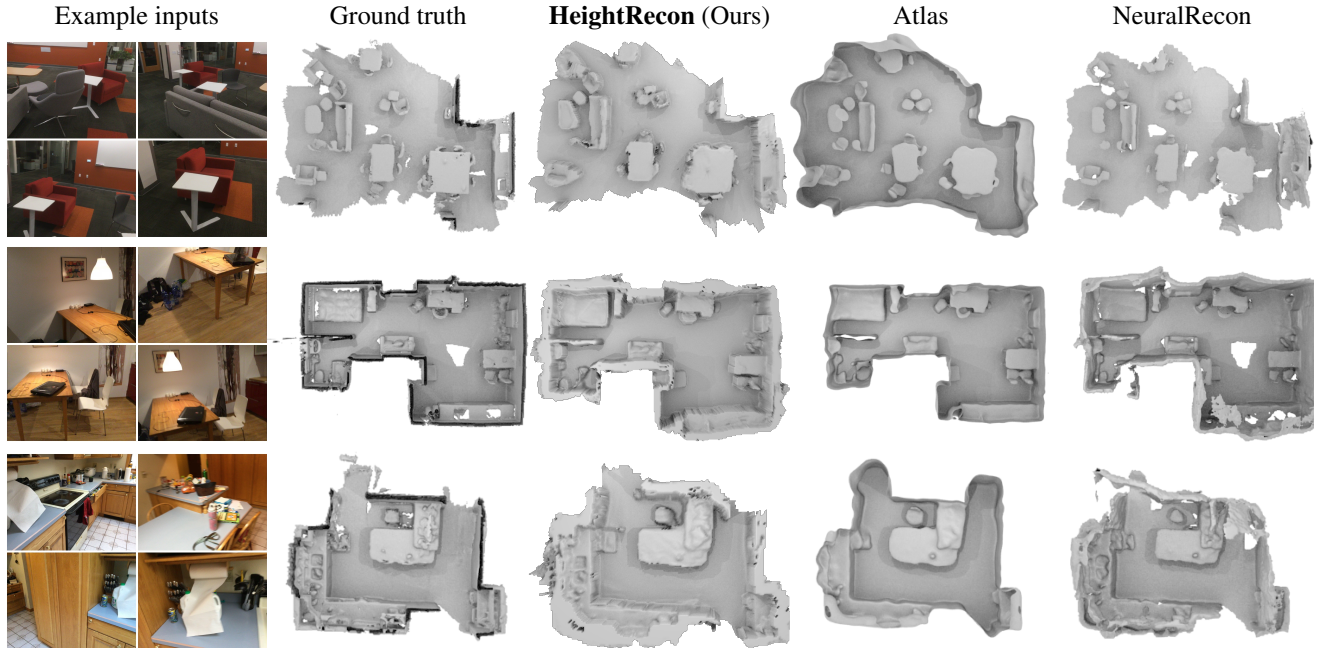 Example inputs
Ground truth
HeightRecon (Ours)
Atlas
NeuralRecon